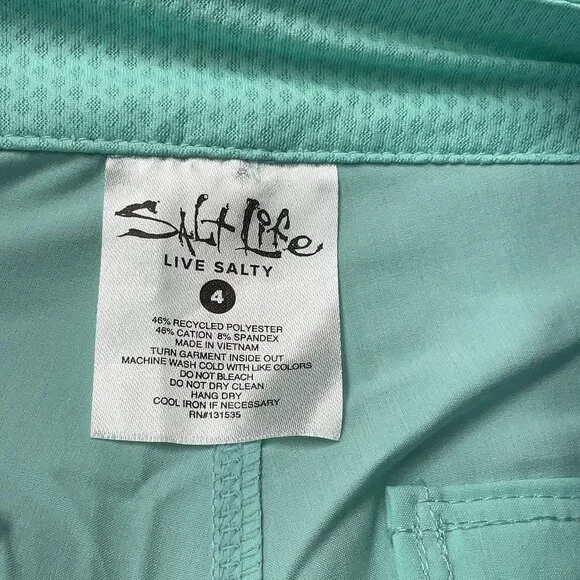 Salt Life
LIVE SALTY
4
46% RECYCLED POLYESTER
46% CATION 8% SPANDEX
MADE IN VIETNAM
TURN GARMENT INSIDE OUT
MACHINE WASH COLD WITH LIKE COLORS
DO NOT BLEACH
DO NOT DRY CLEAN
HANG DRY
COOL IRON IF NECESSARY
RN#131535